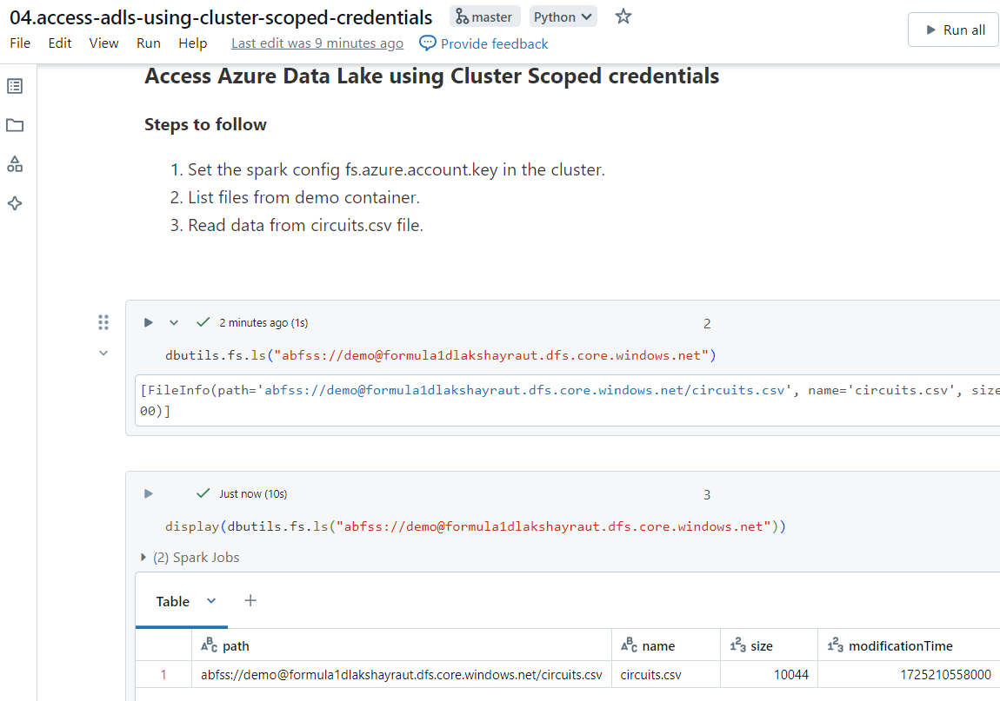 04.access-adls-using-cluster-scoped-credentials master Python
File Edit View Run Help Last edit was 9 minutes ago Provide feedback
Run all
Access Azure Data Lake using Cluster Scoped credentials
Steps to follow
1. Set the spark config fs.azure.account.key in the cluster.
2. List files from demo container.
3. Read data from circuits.csv file.
2 minutes ago (1s) 2
dbutils.fs.ls("abfss://demo@formula1dlakshayraut.dfs.core.windows.net")
[FileInfo(path='abfss://demo@formula1dlakshayraut.dfs.core.windows.net/circuits.csv', name='circuits.csv', size
00)]
Just now (10s) 3
display(dbutils.fs.ls("abfss://demo@formula1dlakshayraut.dfs.core.windows.net"))
(2) Spark Jobs
Table +
ABC path ABC name 123 size 123 modificationTime
1 abfss://demo@formula1dlakshayraut.dfs.core.windows.net/circuits.csv circuits.csv 10044 1725210558000